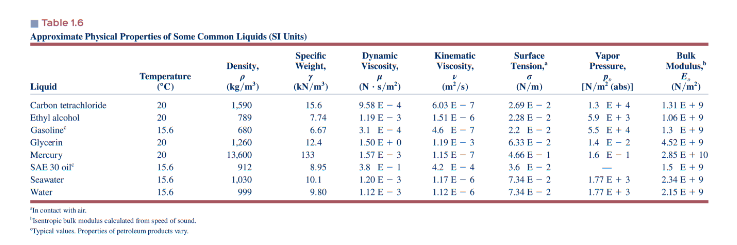 Table 1.6
Approximate Physical Properties of Some Common Liquids (SI Units)
Liquid Temperature (°C) Density, ρ (kg/m³) Specific Weight, γ (kN/m³) Dynamic Viscosity, μ (N · s/m²) Kinematic Viscosity, ν (m²/s) Surface Tension,ᵃ σ (N/m) Vapor Pressure, pᵥ [N/m² (abs)] Bulk Modulus,ᵇ Eᵥ (N/m²)
Carbon tetrachloride 20 1,590 15.6 9.58 E − 4 6.03 E − 7 2.69 E − 2 1.3 E + 4 1.31 E + 9
Ethyl alcohol 20 789 7.74 1.19 E − 3 1.51 E − 6 2.28 E − 2 5.9 E + 3 1.06 E + 9
Gasolineᶜ 15.6 680 6.67 3.1 E − 4 4.6 E − 7 2.2 E − 2 5.5 E + 4 1.3 E + 9
Glycerin 20 1,260 12.4 1.50 E + 0 1.19 E − 3 6.33 E − 2 1.4 E − 2 4.52 E + 9
Mercury 20 13,600 133 1.57 E − 3 1.15 E − 7 4.66 E − 1 1.6 E − 1 2.85 E + 10
SAE 30 oilᶜ 15.6 912 8.95 3.8 E − 1 4.2 E − 4 3.6 E − 2 — 1.5 E + 9
Seawater 15.6 1,030 10.1 1.20 E − 3 1.17 E − 6 7.34 E − 2 1.77 E + 3 2.34 E + 9
Water 15.6 999 9.80 1.12 E − 3 1.12 E − 6 7.34 E − 2 1.77 E + 3 2.15 E + 9
ᵃIn contact with air.
ᵇIsentropic bulk modulus calculated from speed of sound.
ᶜTypical values. Properties of petroleum products vary.